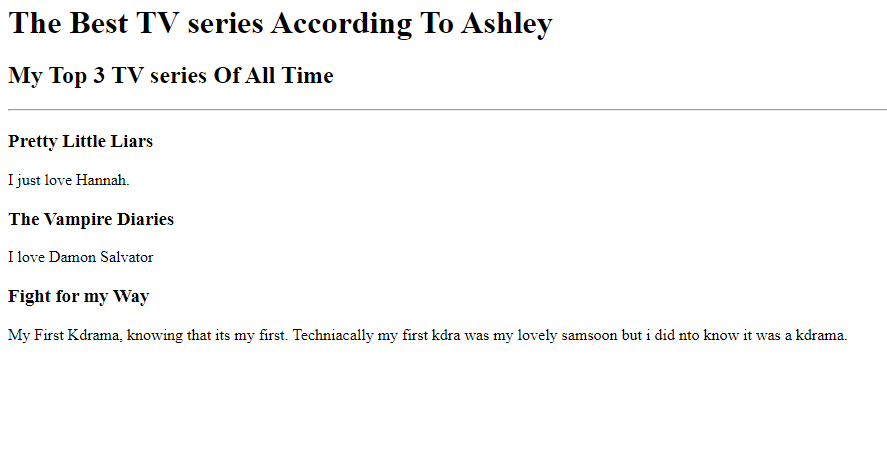 The Best TV series According To Ashley
My Top 3 TV series Of All Time
Pretty Little Liars
I just love Hannah.
The Vampire Diaries
I love Damon Salvator
Fight for my Way
My First Kdrama, knowing that its my first. Techniacally my first kdra was my lovely samsoon but i did nto know it was a kdrama.